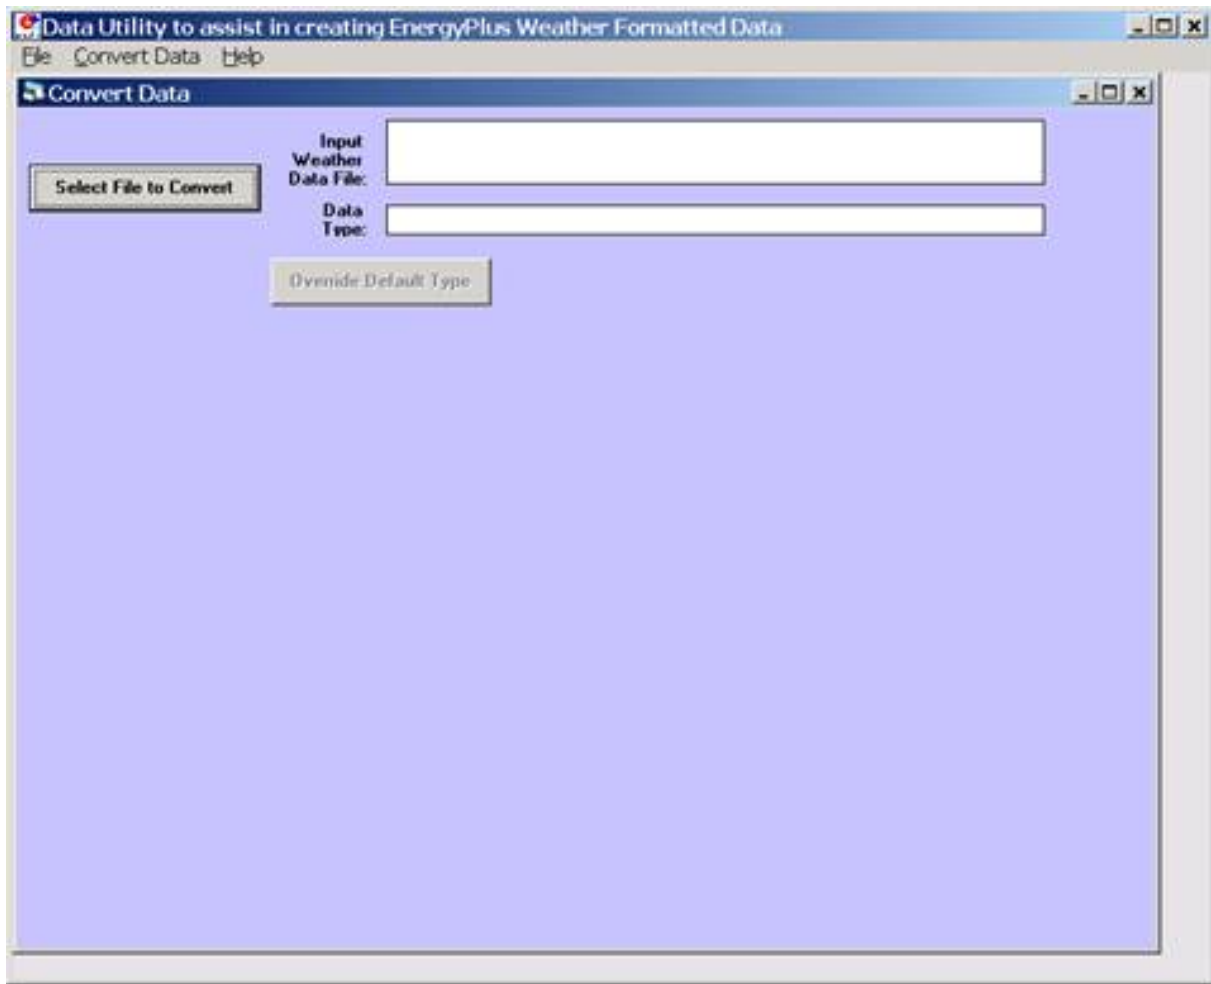 Data Utility to assist in creating EnergyPlus Weather Formatted Data
File Convert Data Help
Convert Data
Input
Weather
Data File:
Select File to Convert
Data
Type:
Override Default Type